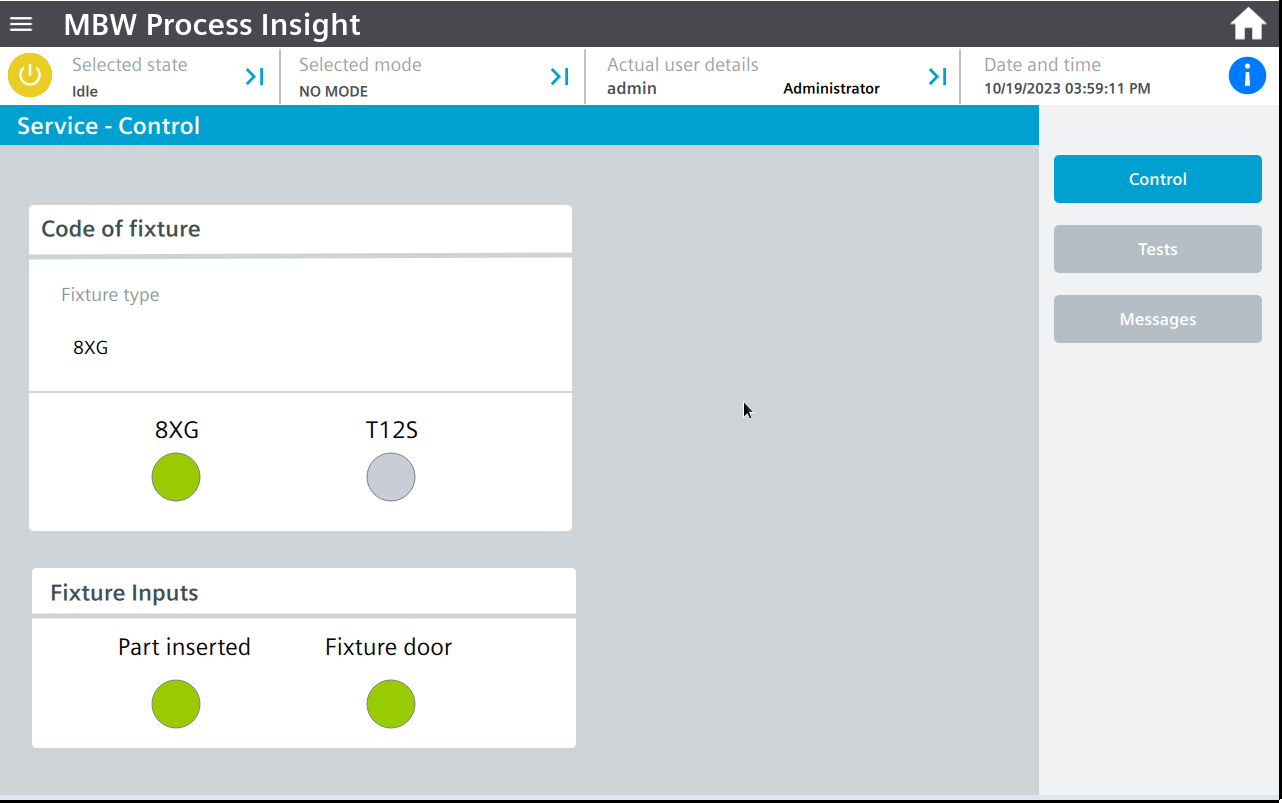 MBW Process Insight
Selected state
Idle
Selected mode
NO MODE
Actual user details
admin Administrator
Date and time
10/19/2023 03:59:11 PM
Service - Control
Control
Tests
Messages
Code of fixture
Fixture type
8XG
8XG T12S
Fixture Inputs
Part inserted Fixture door